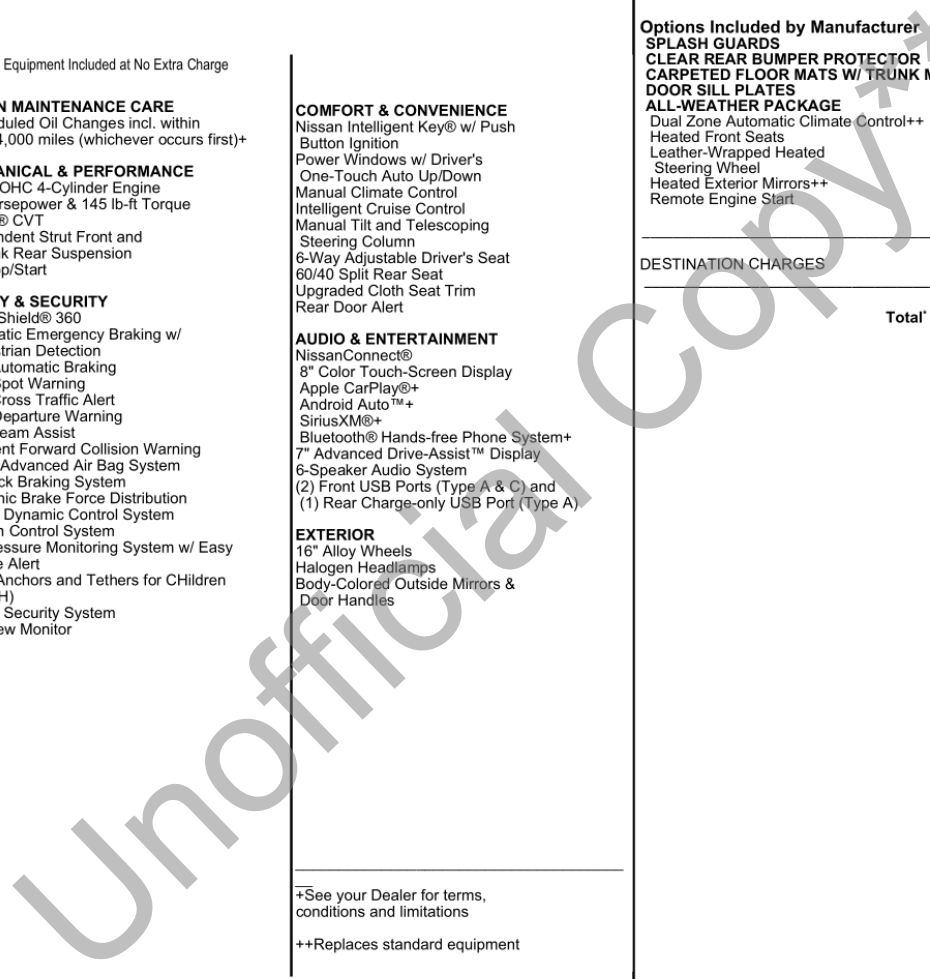 Equipment Included at No Extra Charge
N MAINTENANCE CARE
duled Oil Changes incl. within
4,000 miles (whichever occurs first)+
ANICAL & PERFORMANCE
OHC 4-Cylinder Engine
rsepower & 145 lb-ft Torque
® CVT
ndent Strut Front and
k Rear Suspension
op/Start
Y & SECURITY
Shield® 360
atic Emergency Braking w/
trian Detection
utomatic Braking
pot Warning
ross Traffic Alert
Departure Warning
eam Assist
ent Forward Collision Warning
Advanced Air Bag System
ck Braking System
nic Brake Force Distribution
Dynamic Control System
n Control System
essure Monitoring System w/ Easy
e Alert
Anchors and Tethers for CHildren
H)
Security System
ew Monitor
COMFORT & CONVENIENCE
Nissan Intelligent Key® w/ Push
Button Ignition
Power Windows w/ Driver's
One-Touch Auto Up/Down
Manual Climate Control
Intelligent Cruise Control
Manual Tilt and Telescoping
Steering Column
6-Way Adjustable Driver's Seat
60/40 Split Rear Seat
Upgraded Cloth Seat Trim
Rear Door Alert
AUDIO & ENTERTAINMENT
NissanConnect®
8" Color Touch-Screen Display
Apple CarPlay®+
Android Auto™+
SiriusXM®+
Bluetooth® Hands-free Phone System+
7" Advanced Drive-Assist™ Display
6-Speaker Audio System
(2) Front USB Ports (Type A & C) and
(1) Rear Charge-only USB Port (Type A)
EXTERIOR
16" Alloy Wheels
Halogen Headlamps
Body-Colored Outside Mirrors &
Door Handles
+See your Dealer for terms,
conditions and limitations
++Replaces standard equipment
Options Included by Manufacturer
SPLASH GUARDS
CLEAR REAR BUMPER PROTECTOR
CARPETED FLOOR MATS W/ TRUNK M
DOOR SILL PLATES
ALL-WEATHER PACKAGE
Dual Zone Automatic Climate Control++
Heated Front Seats
Leather-Wrapped Heated
Steering Wheel
Heated Exterior Mirrors++
Remote Engine Start
DESTINATION CHARGES
Total*
Unofficial Copy**